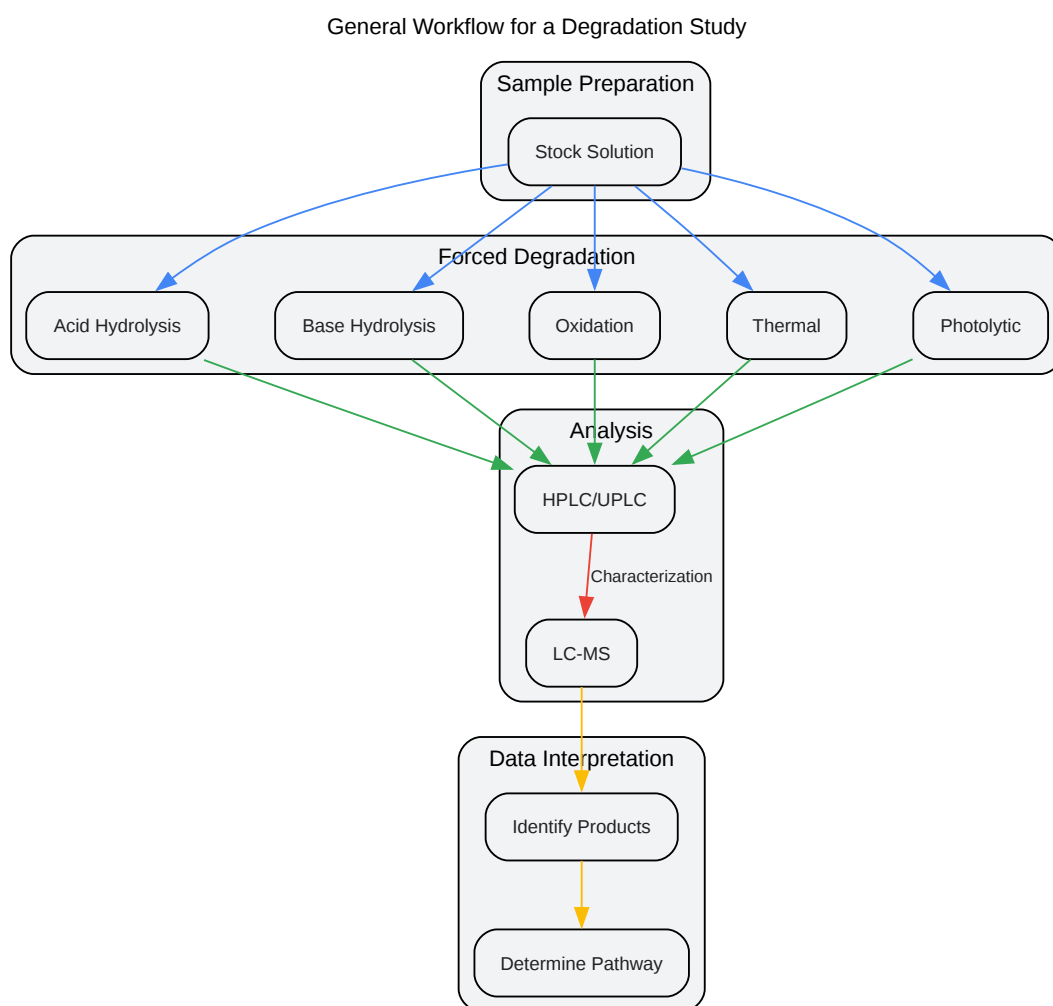 General Workflow for a Degradation Study
Sample Preparation
Stock Solution
Forced Degradation
Acid Hydrolysis
Base Hydrolysis
Oxidation
Thermal
Photolytic
Analysis
HPLC/UPLC
Characterization
LC-MS
Data Interpretation
Identify Products
Determine Pathway